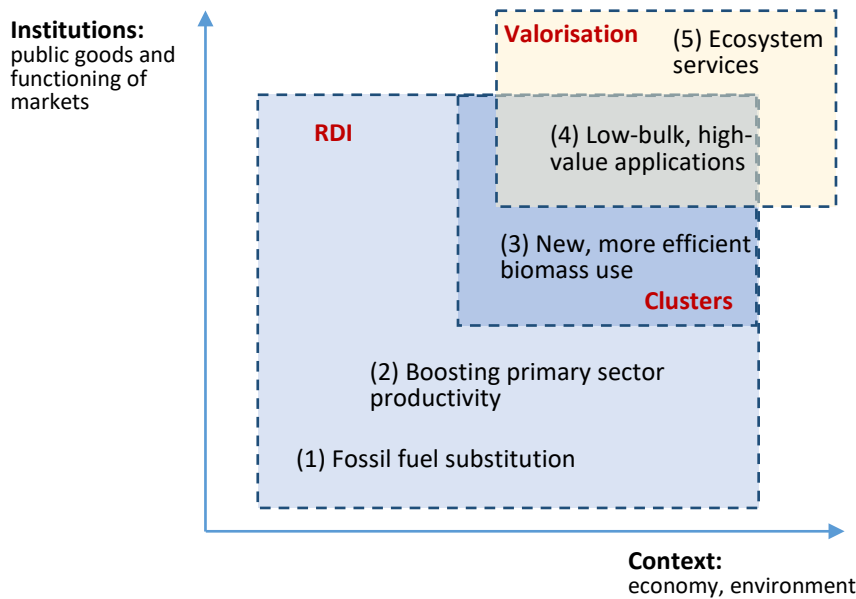 Institutions:
public goods and
functioning of
markets
Valorisation
(5) Ecosystem
services
RDI
(4) Low-bulk, high-
value applications
(3) New, more efficient
biomass use
Clusters
(2) Boosting primary sector
productivity
(1) Fossil fuel substitution
Context:
economy, environment